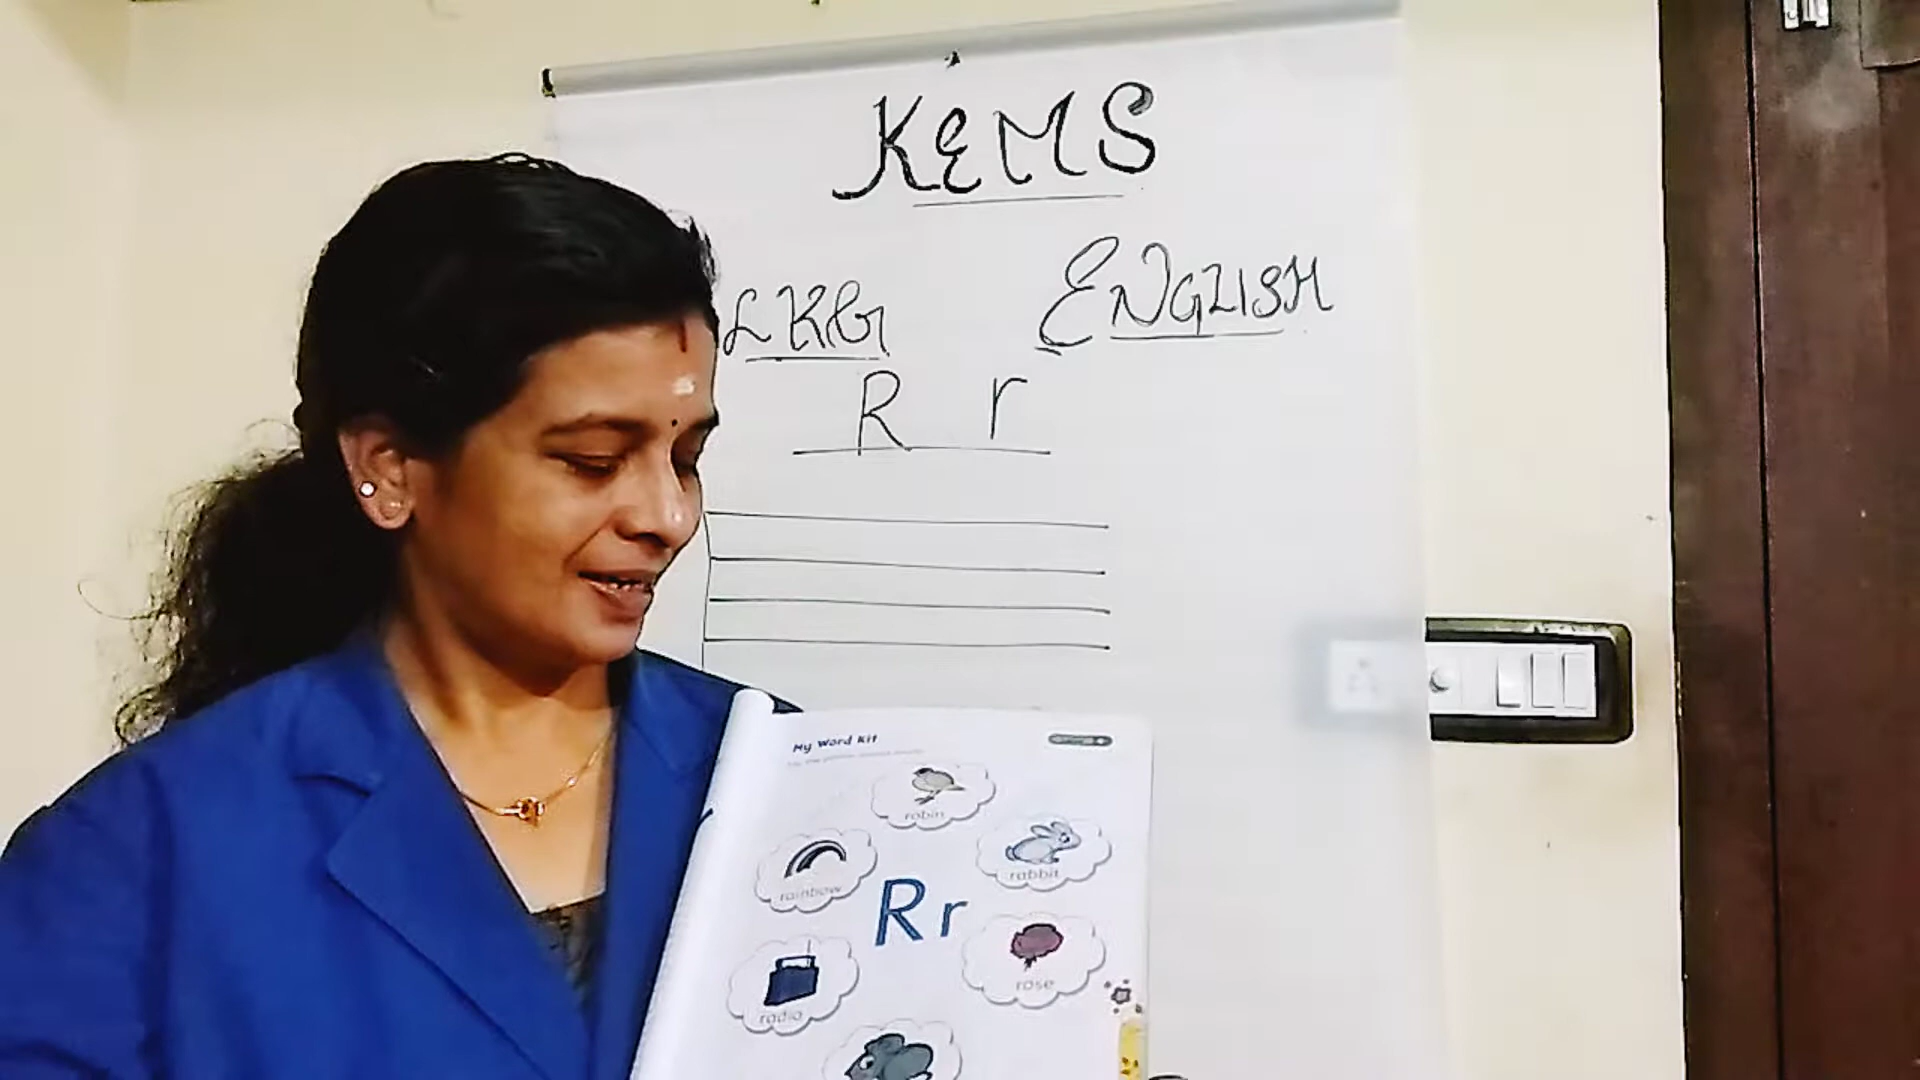 KEMS
LKG ENGLISH
R r
My Word Kit
robin
rabbit
rainbow
Rr
rose
radio